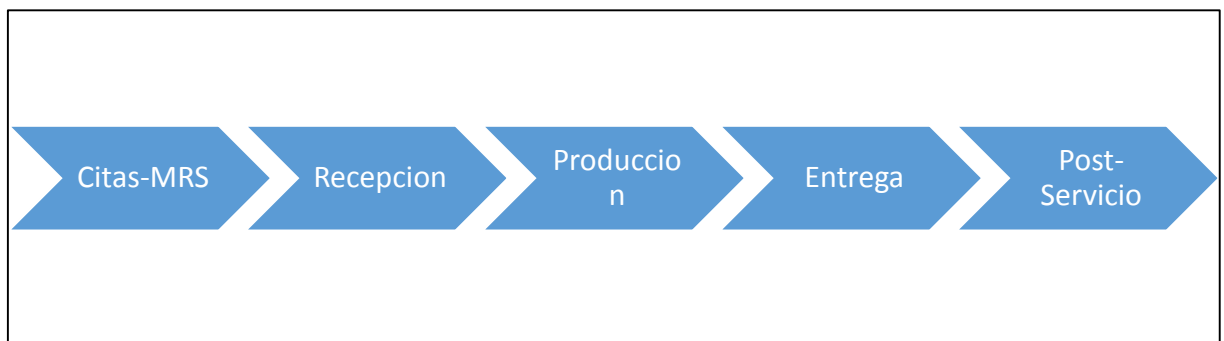 Citas-MRS
Recepcion
Produccio
n
Entrega
Post-
Servicio